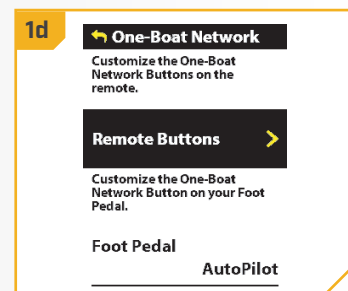 1d
One-Boat Network
Customize the One-Boat
Network Buttons on the
remote.
Remote Buttons
Customize the One-Boat
Network Button on your Foot
Pedal.
Foot Pedal
AutoPilot